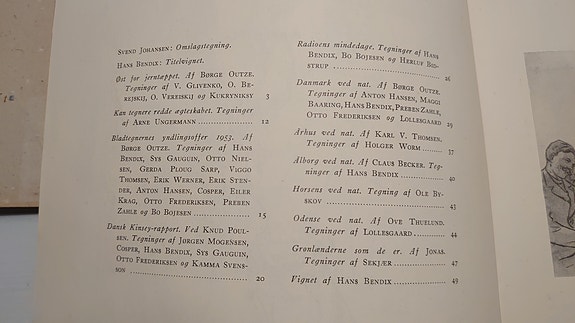 Svend Johansen: Omslagstegning.
Hans Bendix: Titelvignet.
Øst for jerntæppet. Af Børge Outze.
Tegninger af V. Glivenko, O. Be-
reisskij, O. Vereiskij og Kukryniksy 3
Kan tegnere redde ægteskabet. Tegninger
af Arne Ungermann 12
Bladtegnernes yndlingsoffer 1953. Af
Børge Outze. Tegninger af Hans
Bendix, Sys Gauguin, Otto Niel-
sen, Gerda Ploug Sarp, Viggo
Thomsen, Erik Werner, Erik Sten-
der, Anton Hansen, Cosper, Eiler
Krag, Otto Frederiksen, Preben
Zahle og Bo Bojesen 15
Dansk Kinsey-rapport. Ved Knud Poul-
sen. Tegninger af Jørgen Mogensen,
Cosper, Hans Bendix, Sys Gauguin,
Otto Frederiksen og Kamma Svens-
son 20
Radioens mindedage. Tegninger af Hans
Bendix, Bo Bojesen og Herluf Bid-
strup 28
Danmark ved nat. Af Børge Outze.
Tegninger af Anton Hansen, Maggi
Baaring, Hans Bendix, Preben Zahle,
Otto Frederiksen og Lollesgaard 29
Århus ved nat. Af Karl V. Thomsen.
Tegninger af Holger Worm 37
Ålborg ved nat. Af Claus Becker. Teg-
ninger af Hans Bendix 40
Horsens ved nat. Tegning af Ole By-
skov 43
Odense ved nat. Af Ove Thuelund.
Tegninger af Lollesgaard 44
Grønlænderne som de er. Af Jonas.
Tegninger af Sekjær 47
Vignet af Hans Bendix 49